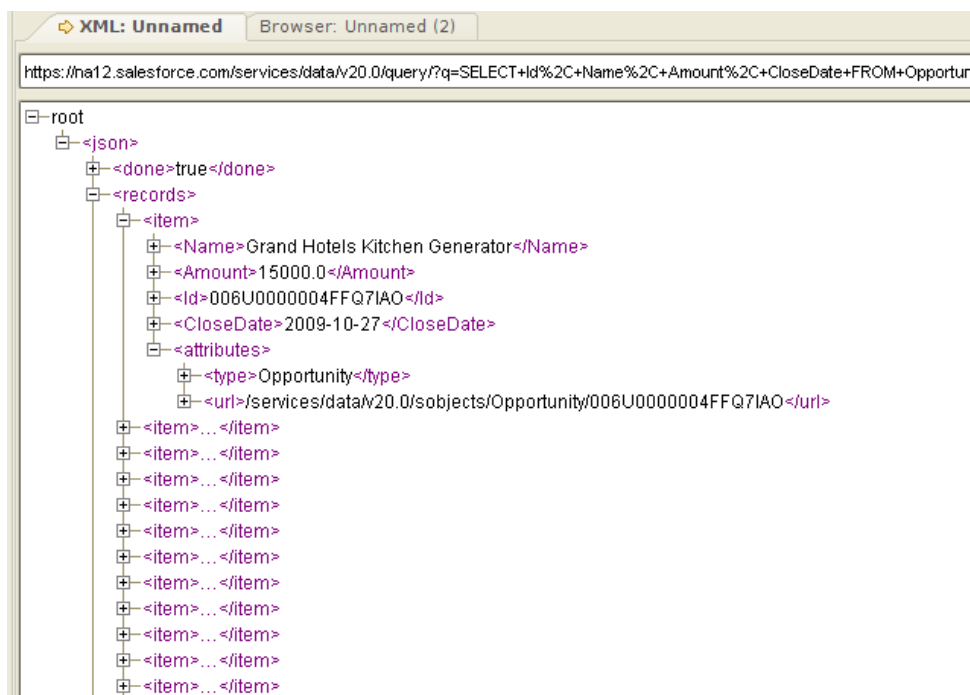 XML: Unnamed Browser: Unnamed (2)
https://na12.salesforce.com/services/data/v20.0/query/?q=SELECT+Id%2C+Name%2C+Amount%2C+CloseDate+FROM+Opportun
root
<json>
<done>true</done>
<records>
<item>
<Name>Grand Hotels Kitchen Generator</Name>
<Amount>15000.0</Amount>
<Id>006U0000004FFQ7IAO</Id>
<CloseDate>2009-10-27</CloseDate>
<attributes>
<type>Opportunity</type>
<url>/services/data/v20.0/sobjects/Opportunity/006U0000004FFQ7IAO</url>
<item>...</item>
<item>...</item>
<item>...</item>
<item>...</item>
<item>...</item>
<item>...</item>
<item>...</item>
<item>...</item>
<item>...</item>
<item>...</item>
<item>...</item>